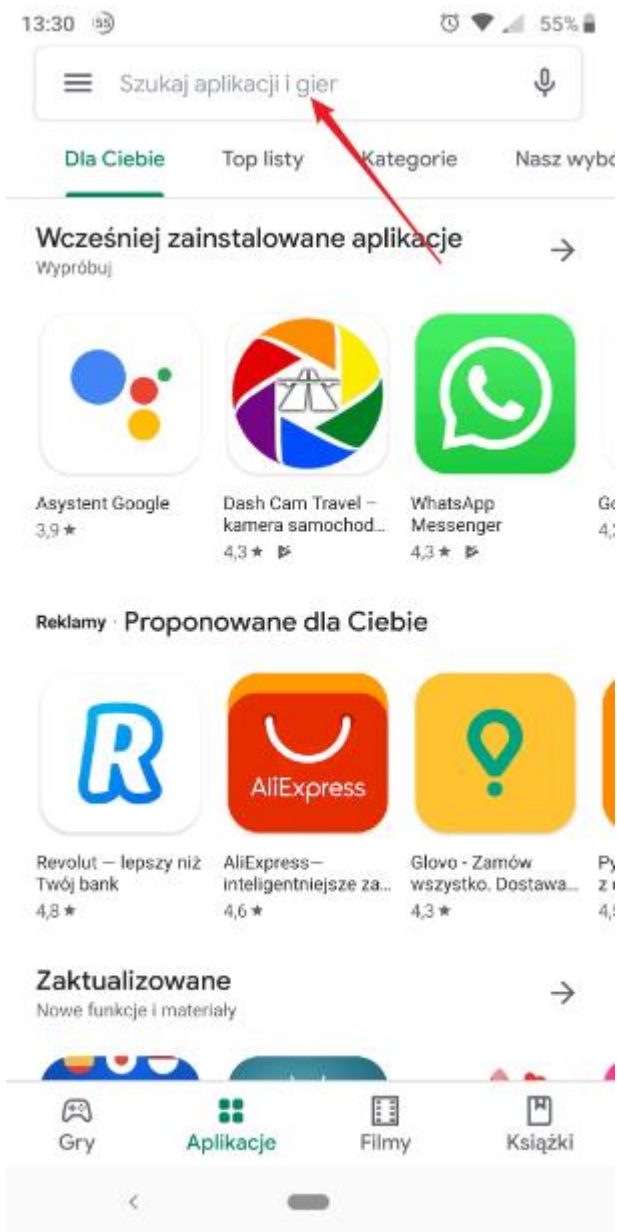 13:30 55 55%
Szukaj aplikacji i gier
Dla Ciebie Top listy Kategorie Nasz wybó
Wcześniej zainstalowane aplikacje
Wypróbuj
Asystent Google
3,9 ★
Dash Cam Travel –
kamera samochod...
4,3 ★
WhatsApp
Messenger
4,3 ★
Reklamy · Proponowane dla Ciebie
AliExpress
Revolut — lepszy niż
Twój bank
4,8 ★
AliExpress—
inteligentniejsze za...
4,6 ★
Glovo - Zamów
wszystko. Dostawa...
4,3 ★
Zaktualizowane
Nowe funkcje i materiały
Gry Aplikacje Filmy Książki